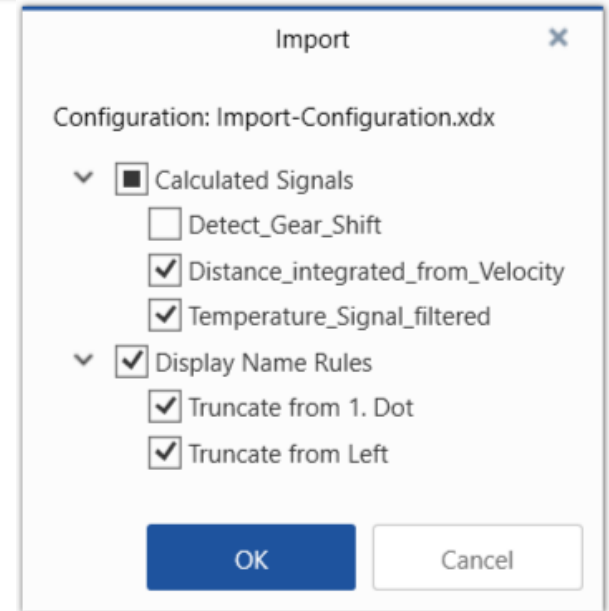 Import
Configuration: Import-Configuration.xdx
Calculated Signals
Detect_Gear_Shift
Distance_integrated_from_Velocity
Temperature_Signal_filtered
Display Name Rules
Truncate from 1. Dot
Truncate from Left
OK Cancel